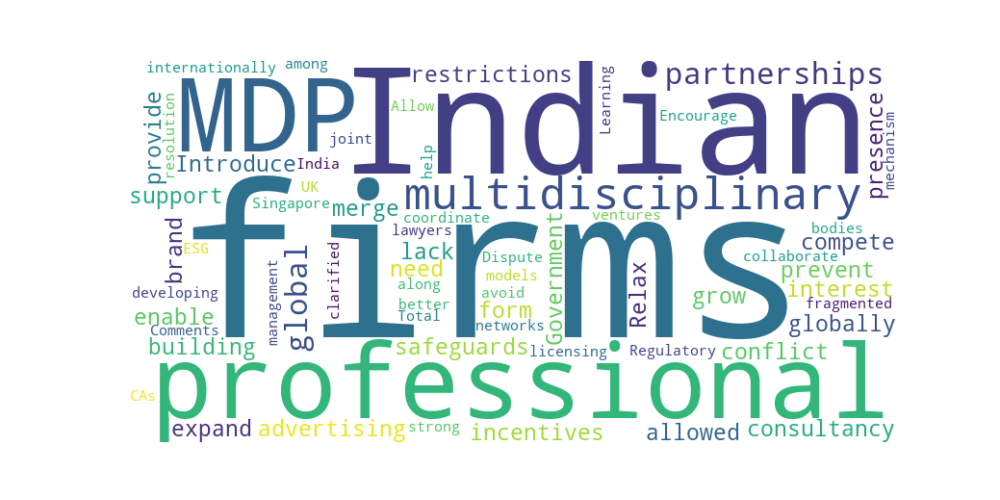 internationally among
MDP
Indian
restrictions
partnerships
Learning
Allow
Encourage
provide
resolution
joint
presence
mechanism
Introduce
India
help
support
UK
Singapore
merge
multidisciplinary
coordinate
ventures
lawyers
bodies
brand
ESG
firms
global
clarified
lack
need
Dispute
Government
compete
collaborate
prevent
models
along
avoid
interest
developing
management
better
form
Relax
grow
fragmented
enable
Comments
Total
networks
globally
building
safeguards
licensing
Regulatory
conflict
CAs
professional
expand
advertising
strong
incentives
allowed
consultancy